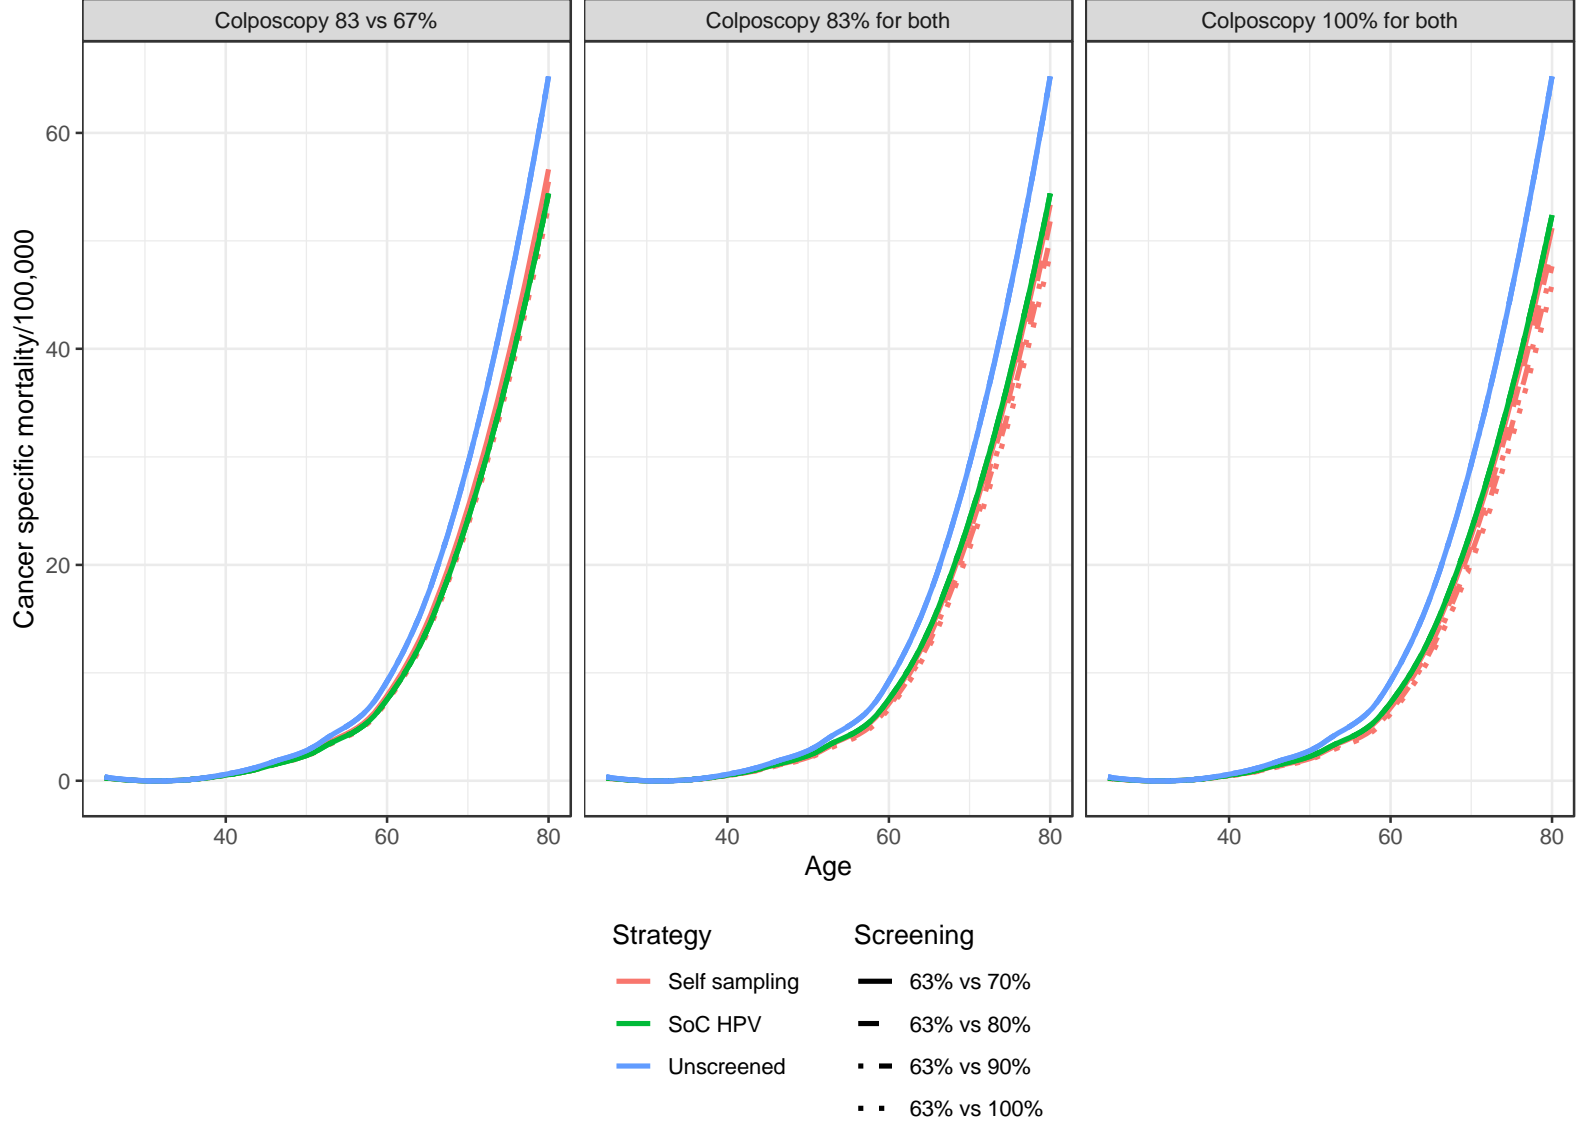 Colposcopy 83 vs 67%
Colposcopy 83% for both
Colposcopy 100% for both
Cancer specific mortality/100,000
60
40
20
0
40 60 80
40 60 80
40 60 80
Age
Strategy
Self sampling
SoC HPV
Unscreened
Screening
63% vs 70%
63% vs 80%
63% vs 90%
63% vs 100%